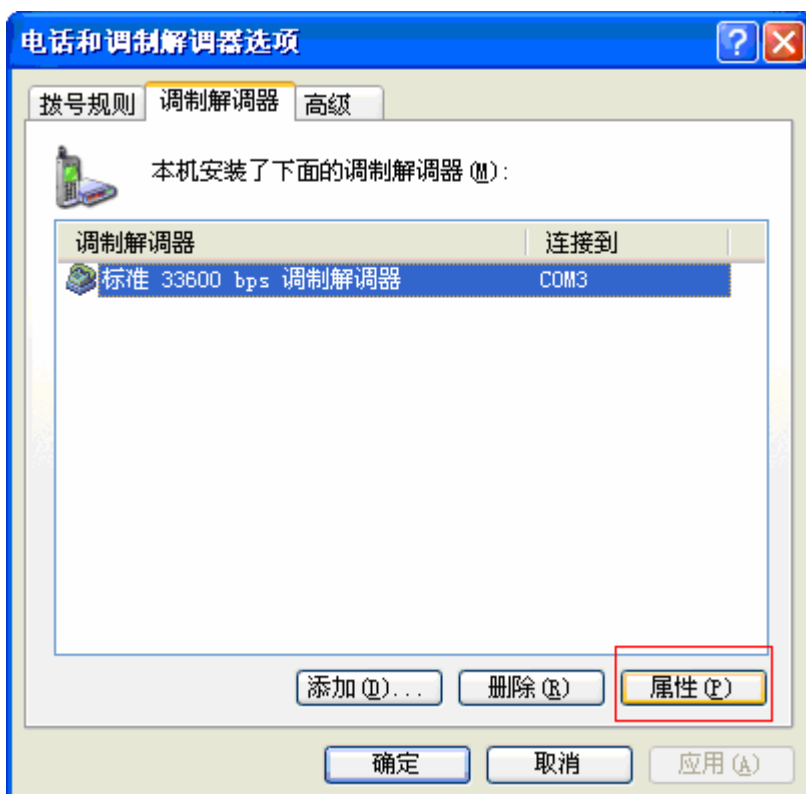 电话和调制解调器选项
拨号规则 调制解调器 高级
本机安装了下面的调制解调器(M):
调制解调器 连接到
标准 33600 bps 调制解调器 COM3
添加(D)... 删除(R) 属性(P)
确定 取消 应用(A)